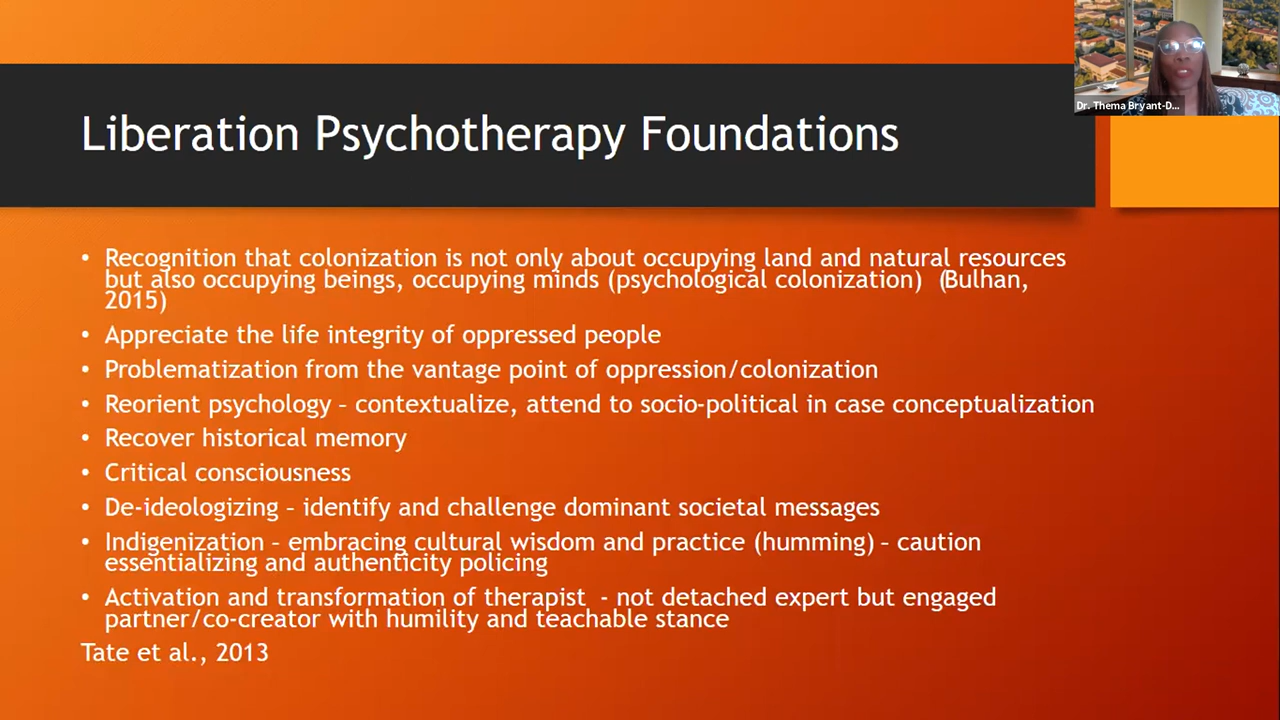 Dr. Thema Bryant-D...
Liberation Psychotherapy Foundations
• Recognition that colonization is not only about occupying land and natural resources
but also occupying beings, occupying minds (psychological colonization)  (Bulhan,
2015)
• Appreciate the life integrity of oppressed people
• Problematization from the vantage point of oppression/colonization
• Reorient psychology – contextualize, attend to socio-political in case conceptualization
• Recover historical memory
• Critical consciousness
• De-ideologizing – identify and challenge dominant societal messages
• Indigenization – embracing cultural wisdom and practice (humming) – caution
essentializing and authenticity policing
• Activation and transformation of therapist  - not detached expert but engaged
partner/co-creator with humility and teachable stance
Tate et al., 2013